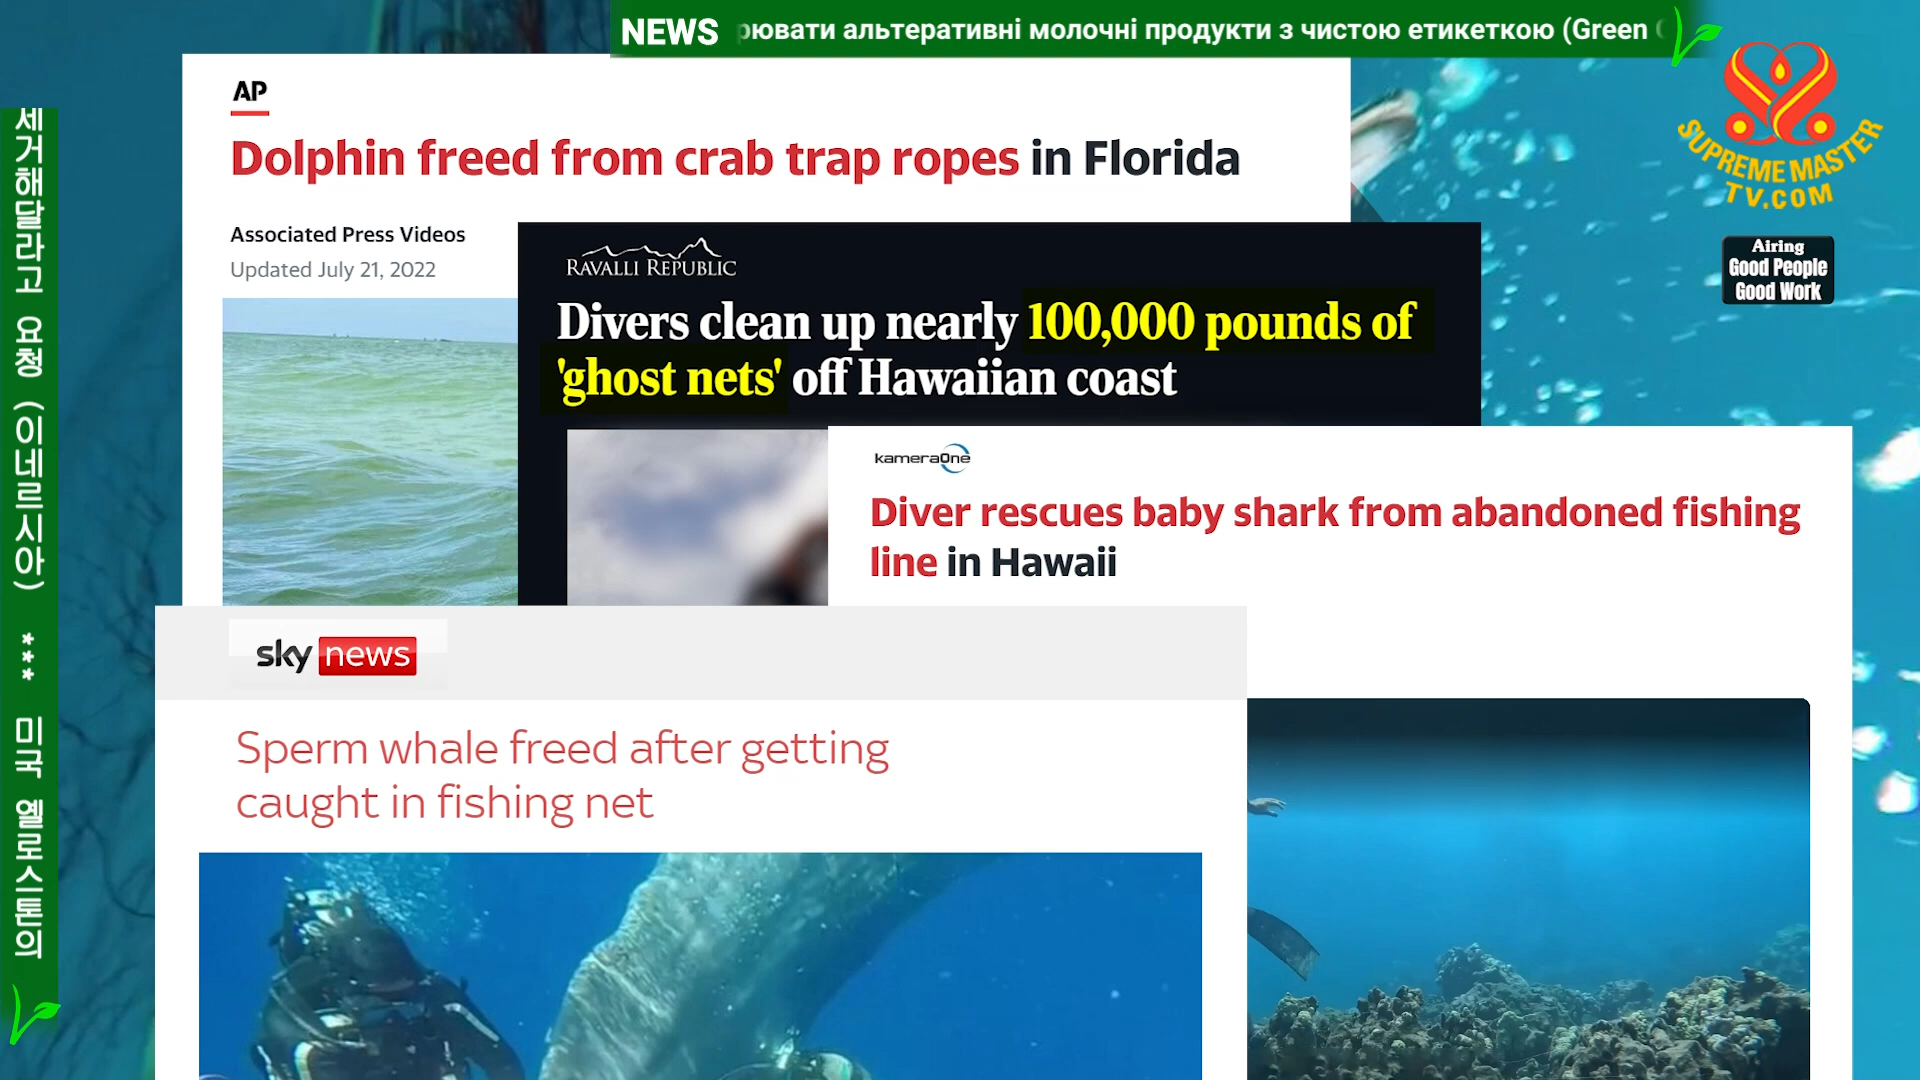 NEWS
рювати альтеративні молочні продукти з чистою етикеткою (Green
SUPREME MASTER
TV.COM
Airing
Good People
Good Work
AP
Dolphin freed from crab trap ropes in Florida
Associated Press Videos
Updated July 21, 2022
RAVALLI REPUBLIC
Divers clean up nearly 100,000 pounds of
'ghost nets' off Hawaiian coast
kameraOne
Diver rescues baby shark from abandoned fishing
line in Hawaii
sky news
Sperm whale freed after getting
caught in fishing net
제거해달라고 요청 (이네르시아) *** 미국 옐로스톤의